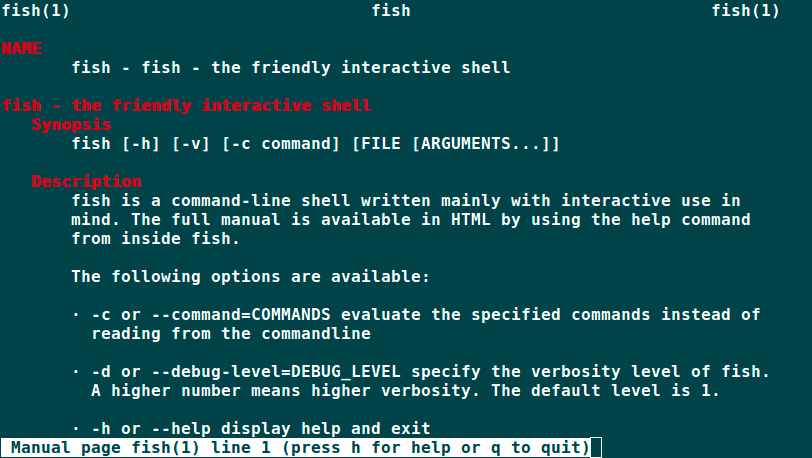 fish(1) fish fish(1)
NAME
fish - fish - the friendly interactive shell
fish - the friendly interactive shell
Synopsis
fish [-h] [-v] [-c command] [FILE [ARGUMENTS...]]
Description
fish is a command-line shell written mainly with interactive use in
mind. The full manual is available in HTML by using the help command
from inside fish.
The following options are available:
· -c or --command=COMMANDS evaluate the specified commands instead of
reading from the commandline
· -d or --debug-level=DEBUG_LEVEL specify the verbosity level of fish.
A higher number means higher verbosity. The default level is 1.
· -h or --help display help and exit
Manual page fish(1) line 1 (press h for help or q to quit)